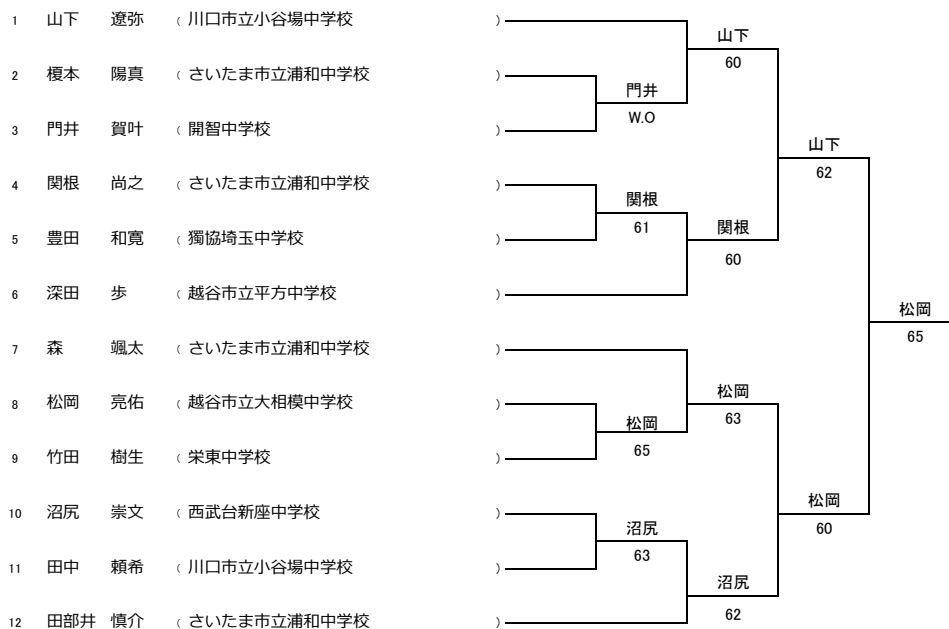 1 山下 遼弥 ( 川口市立小谷場中学校 )
山下
2 榎本 陽真 ( さいたま市立浦和中学校 )
60
門井
W.O
3 門井 賀叶 ( 開智中学校 )
山下
62
4 関根 尚之 ( さいたま市立浦和中学校 )
関根
61
関根
5 豊田 和寛 ( 獨協埼玉中学校 )
60
6 深田 歩 ( 越谷市立平方中学校 )
松岡
65
7 森 颯太 ( さいたま市立浦和中学校 )
松岡
63
8 松岡 亮佑 ( 越谷市立大相模中学校 )
松岡
65
9 竹田 樹生 ( 栄東中学校 )
松岡
60
10 沼尻 崇文 ( 西武台新座中学校 )
沼尻
63
11 田中 頼希 ( 川口市立小谷場中学校 )
沼尻
62
12 田部井 慎介 ( さいたま市立浦和中学校 )